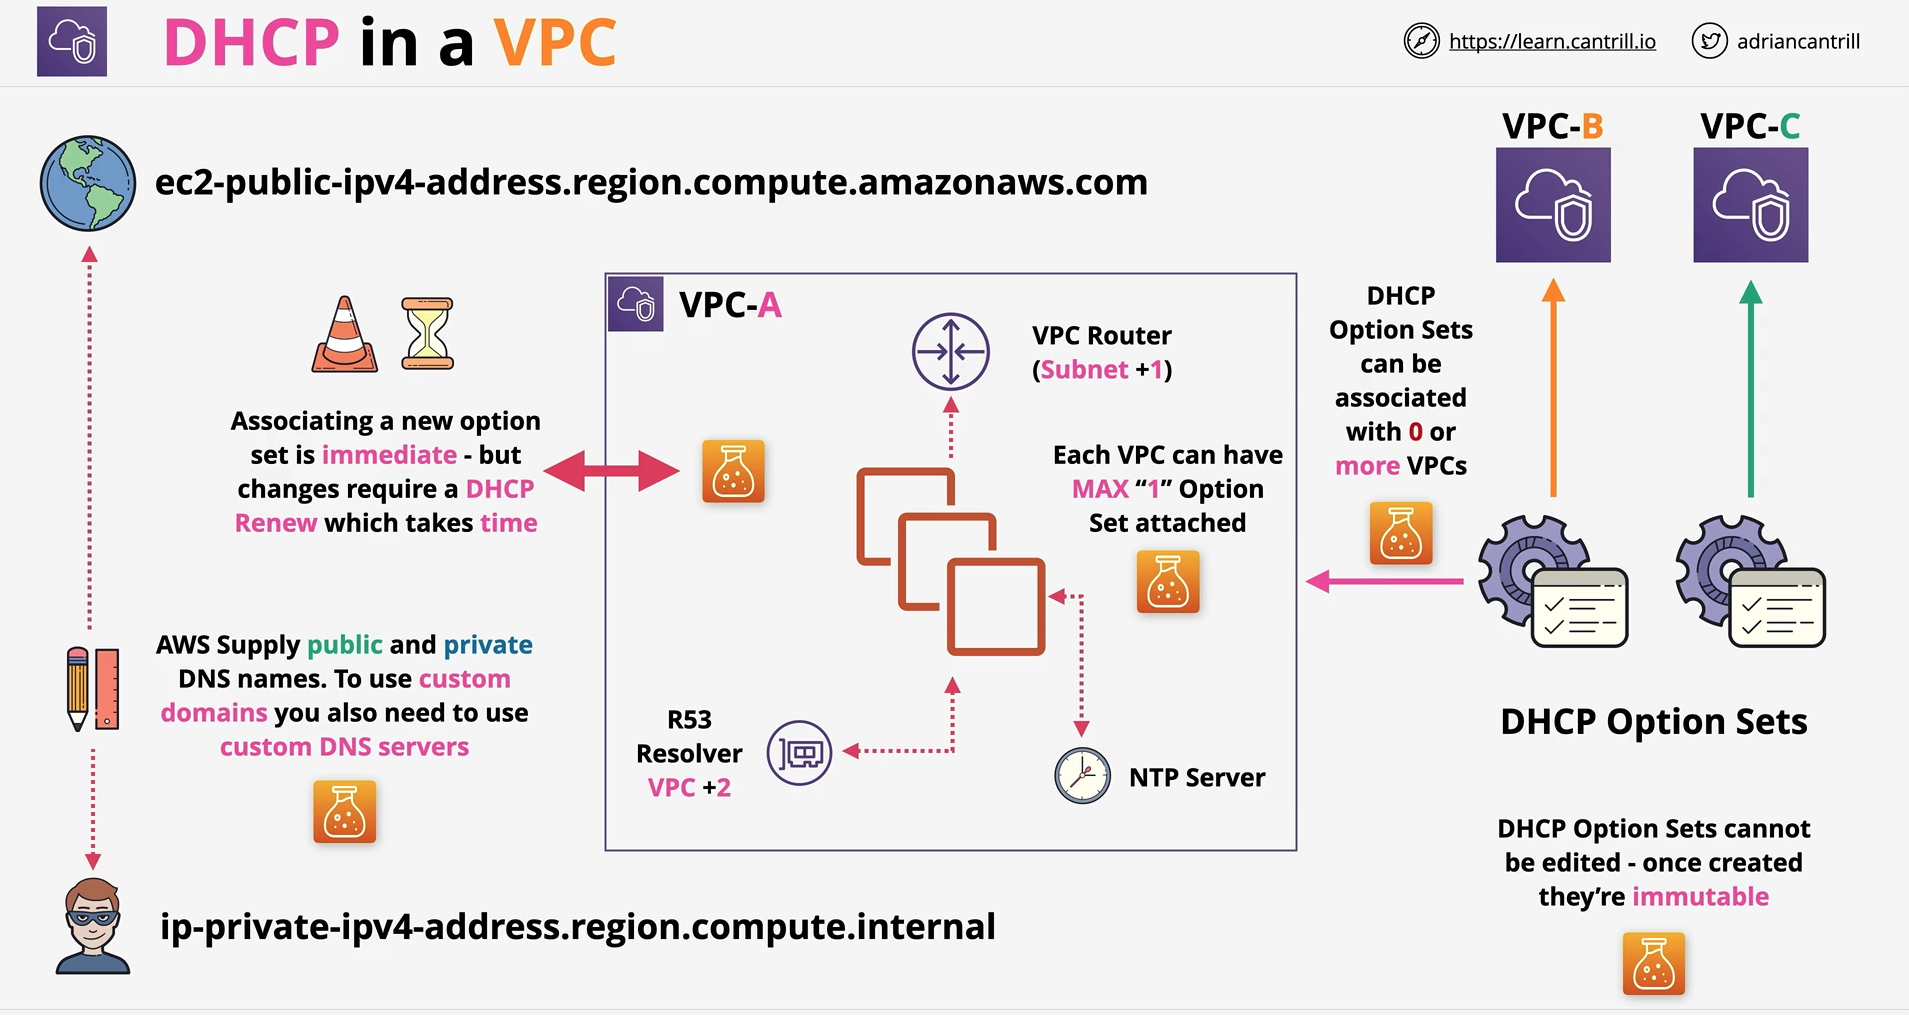 DHCP in a VPC
https://learn.cantrill.io
adriancantrill
ec2-public-ipv4-address.region.compute.amazonaws.com
VPC-B
VPC-C
Associating a new option
set is immediate - but
changes require a DHCP
Renew which takes time
VPC-A
VPC Router
(Subnet +1)
Each VPC can have
MAX “1” Option
Set attached
DHCP
Option Sets
can be
associated
with 0 or
more VPCs
AWS Supply public and private
DNS names. To use custom
domains you also need to use
custom DNS servers
R53
Resolver
VPC +2
NTP Server
DHCP Option Sets
DHCP Option Sets cannot
be edited - once created
they’re immutable
ip-private-ipv4-address.region.compute.internal